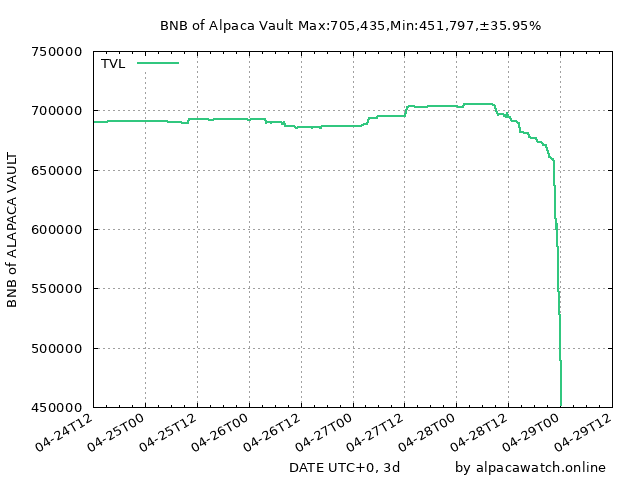 BNB of Alpaca Vault Max:705,435,Min:451,797,±35.95%
750000
TVL
700000
650000
600000
550000
500000
450000
BNB of ALAPACA VAULT
04-24T12
04-25T00
04-25T12
04-26T00
04-26T12
04-27T00
04-27T12
04-28T00
04-28T12
04-29T00
04-29T12
DATE UTC+0, 3d
by alpacawatch.online